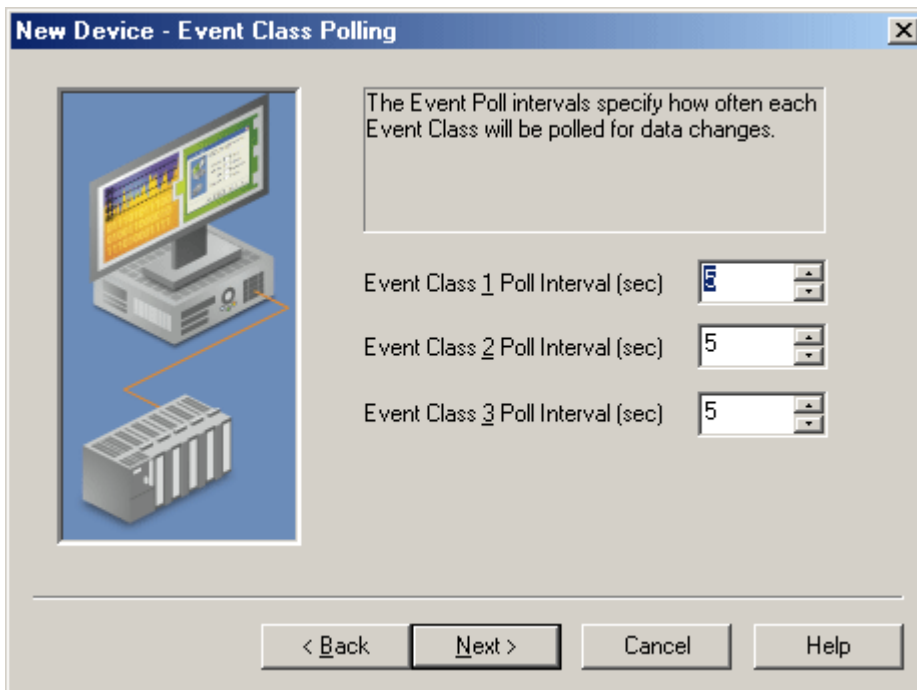 New Device - Event Class Polling
The Event Poll intervals specify how often each
Event Class will be polled for data changes.
Event Class 1 Poll Interval (sec) 5
Event Class 2 Poll Interval (sec) 5
Event Class 3 Poll Interval (sec) 5
< Back Next > Cancel Help